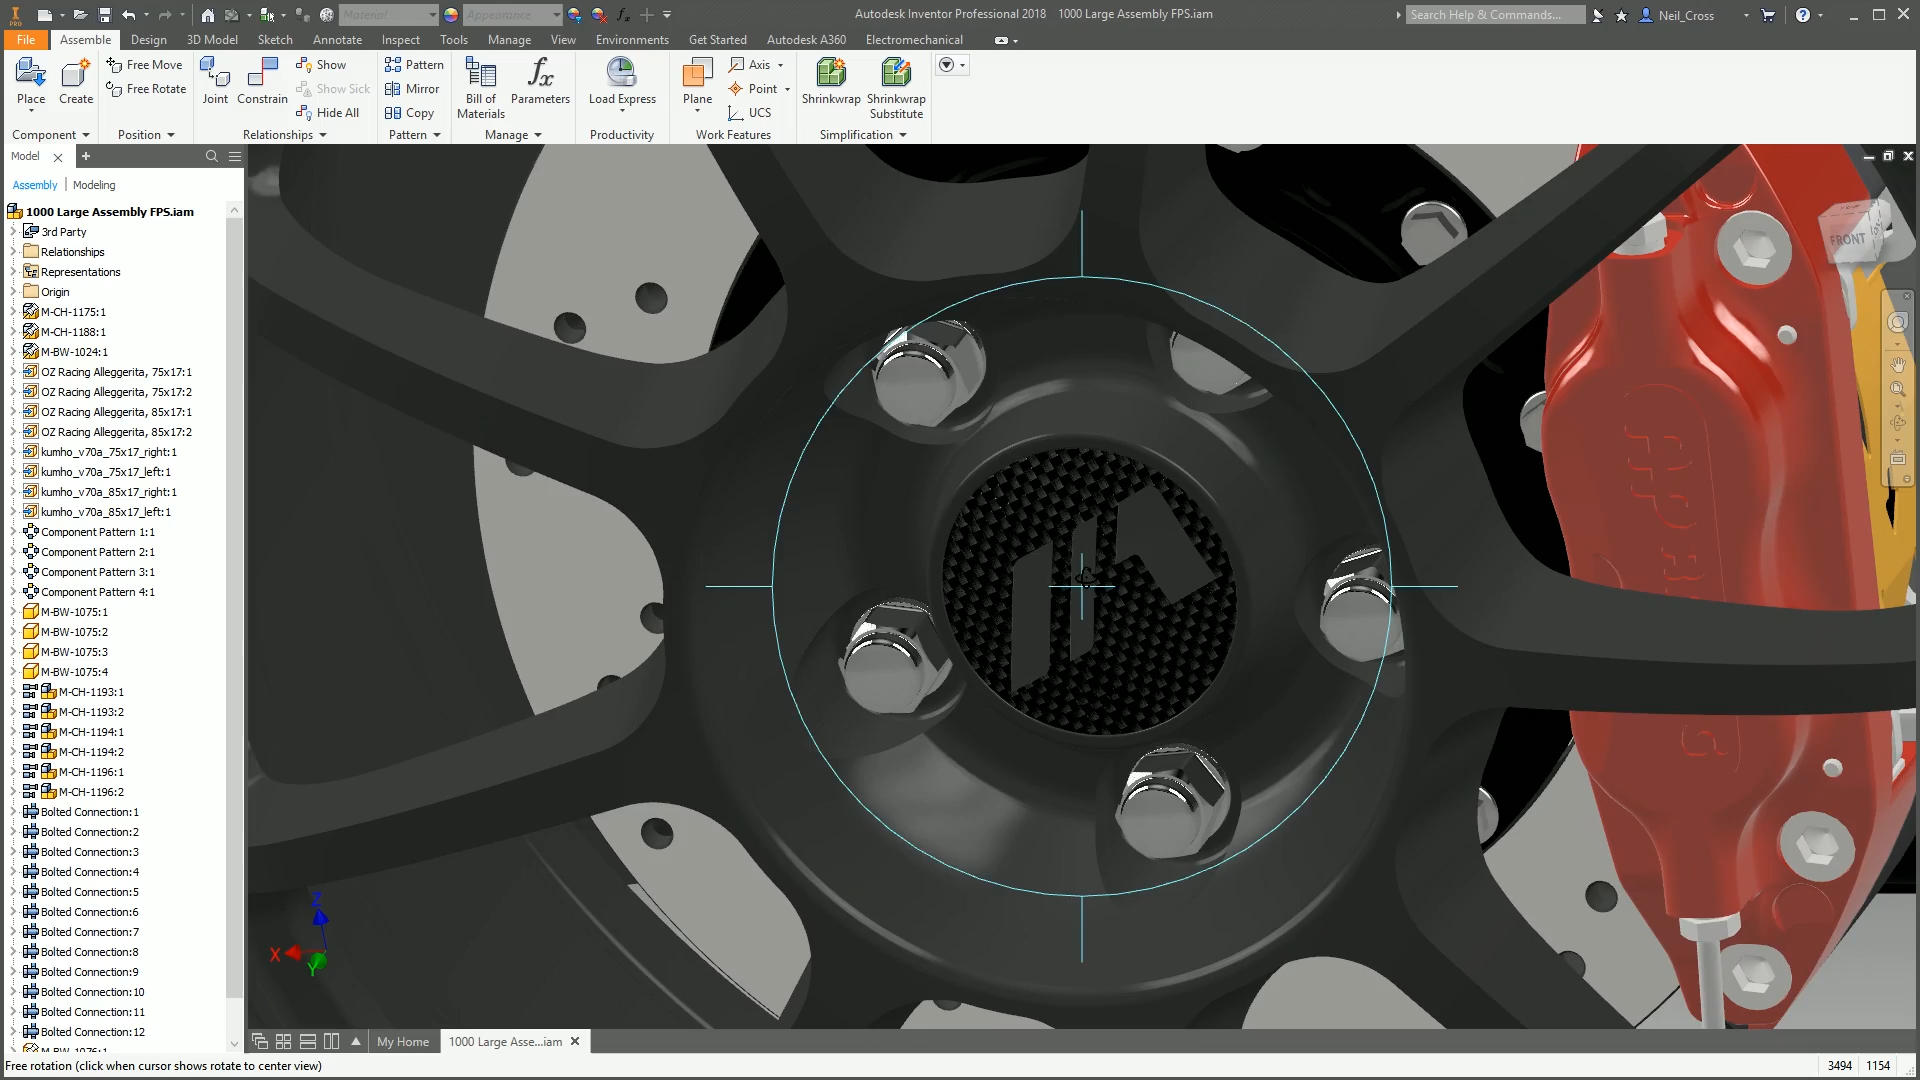 PRO
Material
Appearance
Autodesk Inventor Professional 2018 1000 Large Assembly FPS.iam
Search Help & Commands...
Neil_Cross
File Assemble Design 3D Model Sketch Annotate Inspect Tools Manage View Environments Get Started Autodesk A360 Electromechanical
Place
Create
Component
Free Move
Free Rotate
Position
Joint
Constrain
Show
Show Sick
Hide All
Relationships
Pattern
Mirror
Copy
Pattern
Bill of
Materials
fx
Parameters
Manage
Load Express
Productivity
Plane
Axis
Point
UCS
Work Features
Shrinkwrap
Shrinkwrap
Substitute
Simplification
Model
Assembly | Modeling
1000 Large Assembly FPS.iam
3rd Party
Relationships
Representations
Origin
M-CH-1175:1
M-CH-1188:1
M-BW-1024:1
OZ Racing Alleggerita, 75x17:1
OZ Racing Alleggerita, 75x17:2
OZ Racing Alleggerita, 85x17:1
OZ Racing Alleggerita, 85x17:2
kumho_v70a_75x17_right:1
kumho_v70a_75x17_left:1
kumho_v70a_85x17_right:1
kumho_v70a_85x17_left:1
Component Pattern 1:1
Component Pattern 2:1
Component Pattern 3:1
Component Pattern 4:1
M-BW-1075:1
M-BW-1075:2
M-BW-1075:3
M-BW-1075:4
M-CH-1193:1
M-CH-1193:2
M-CH-1194:1
M-CH-1194:2
M-CH-1196:1
M-CH-1196:2
Bolted Connection:1
Bolted Connection:2
Bolted Connection:3
Bolted Connection:4
Bolted Connection:5
Bolted Connection:6
Bolted Connection:7
Bolted Connection:8
Bolted Connection:9
Bolted Connection:10
Bolted Connection:11
Bolted Connection:12
M-BW-1076:1
FRONT
Z
X
Y
My Home
1000 Large Asse...iam
Free rotation (click when cursor shows rotate to center view)
3494 1154